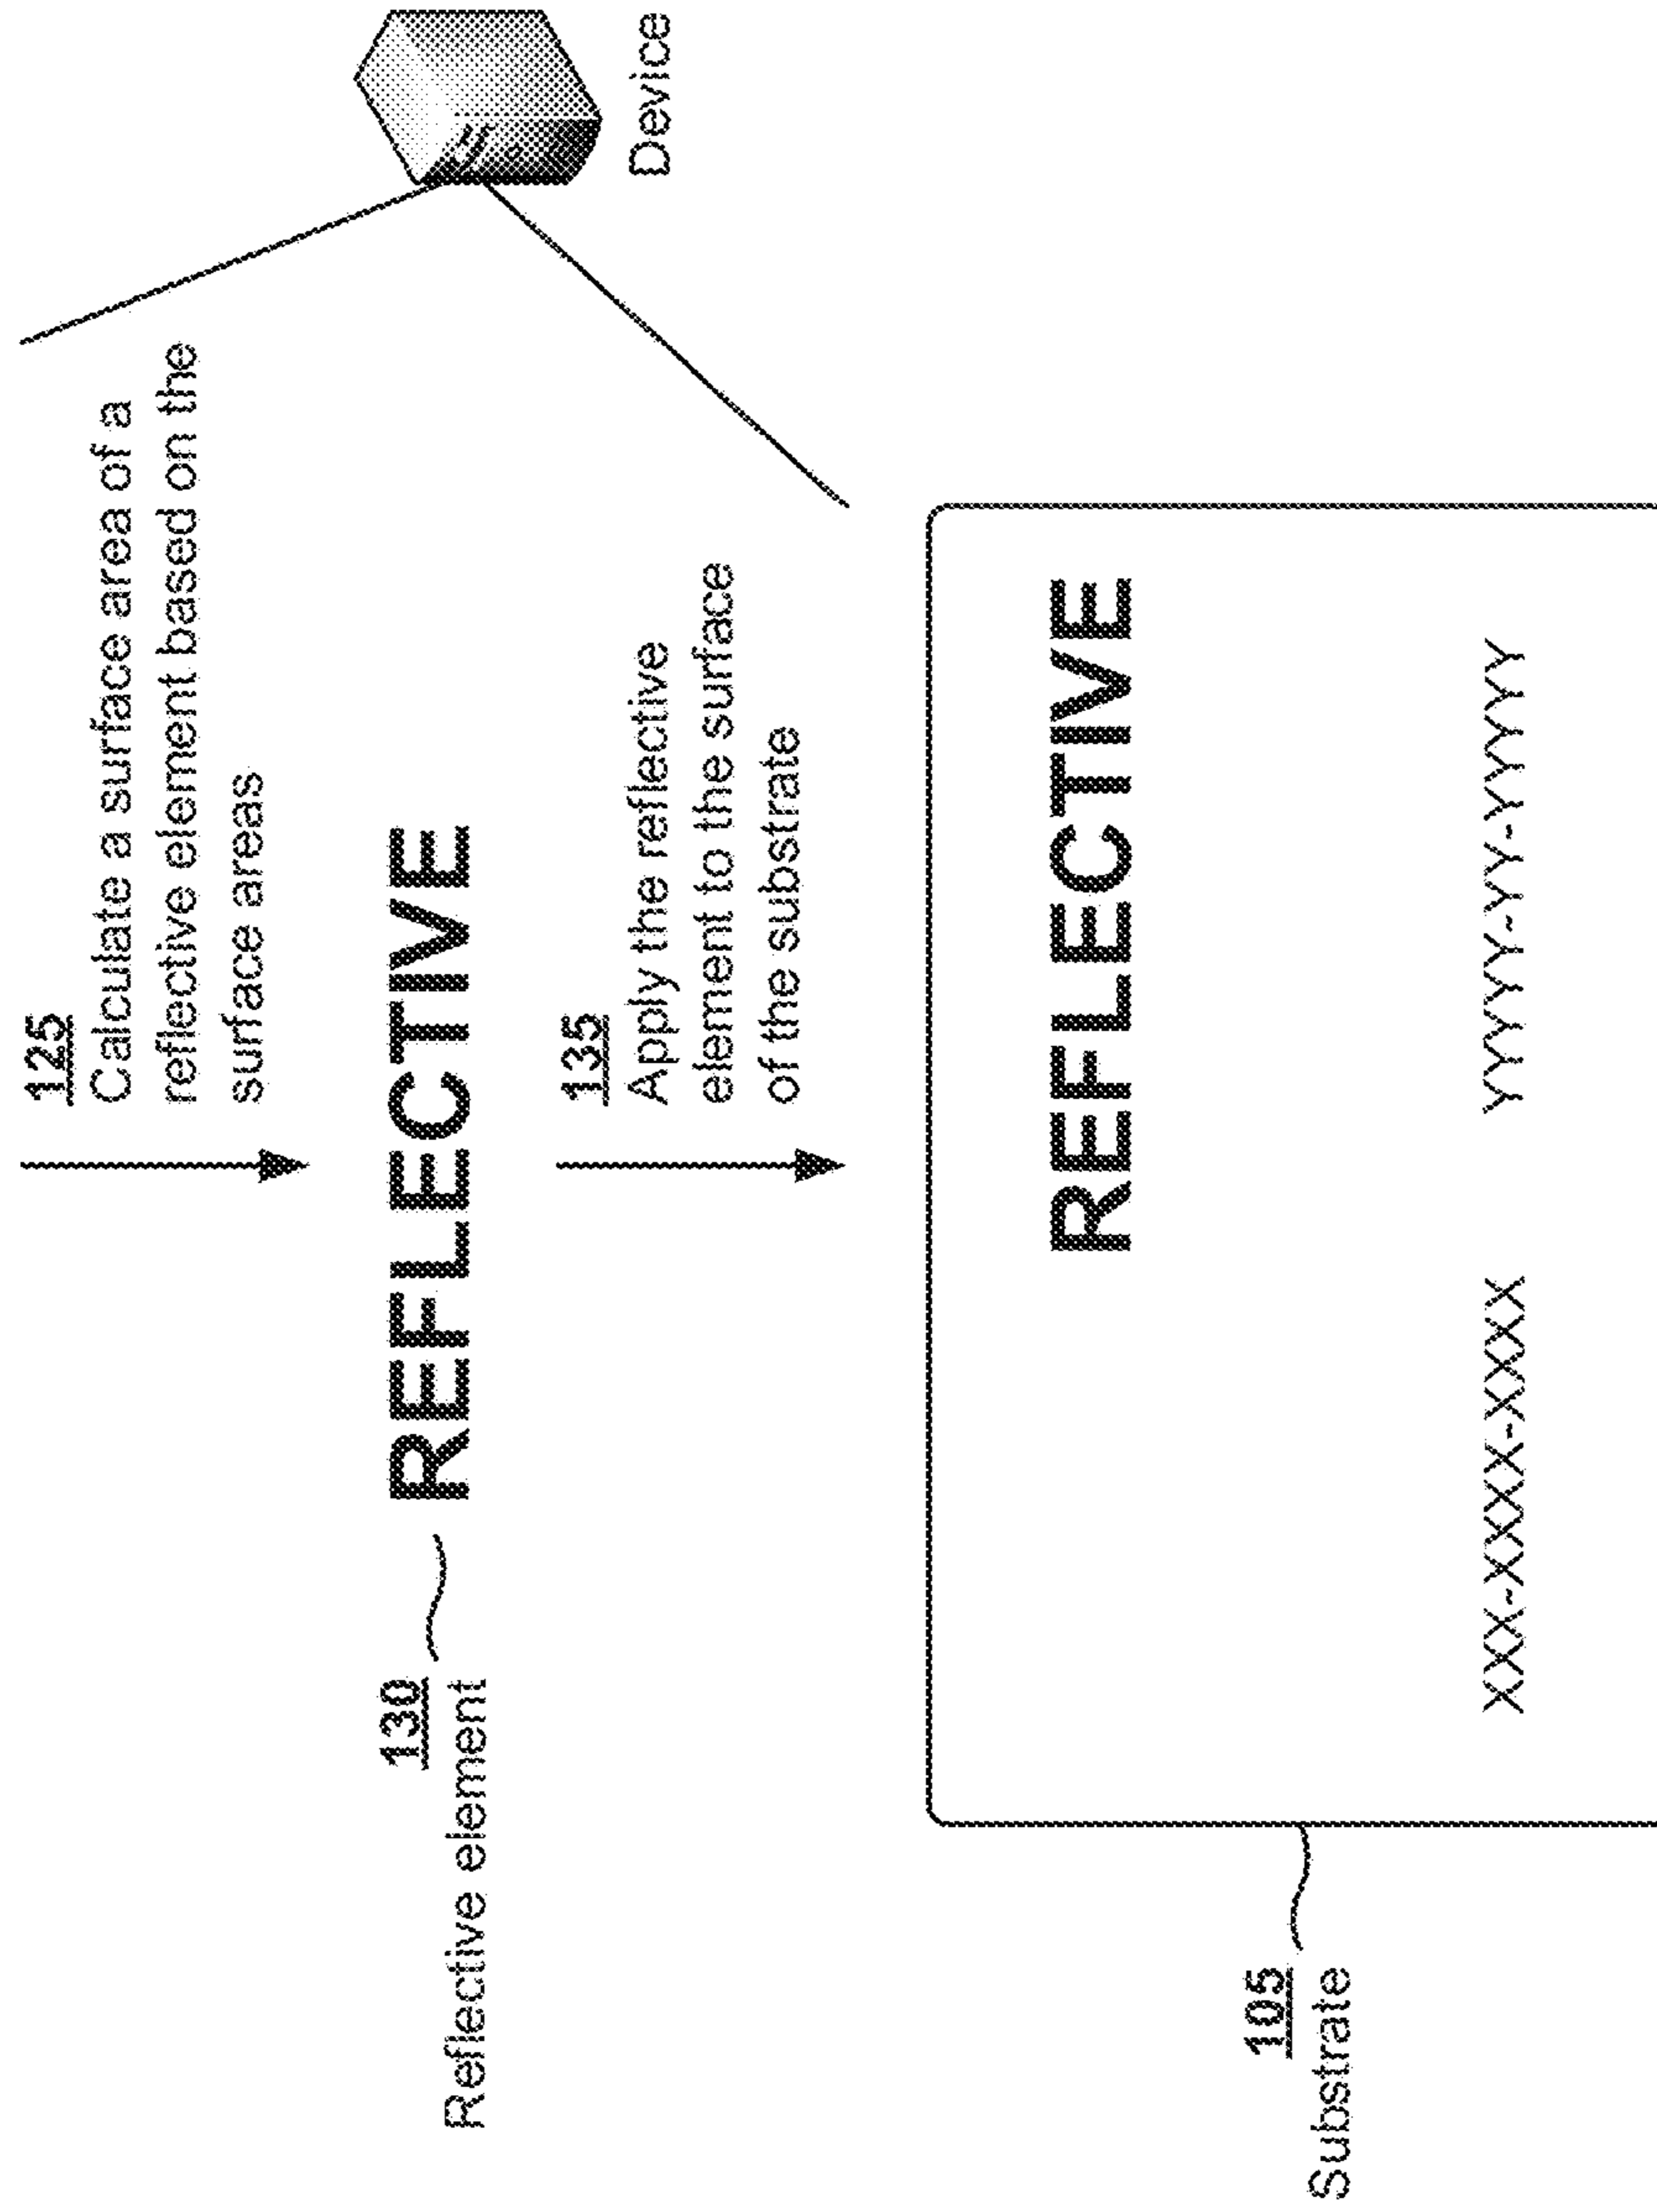 125
Calculate a surface area of a
reflective element based on the
surface areas
130
Reflective element
REFLECTIVE
Device
135
Apply the reflective
element to the surface
of the substrate
105
Substrate
REFLECTIVE
XXX-XXXX-XXXX YYYY-YY-YYYY